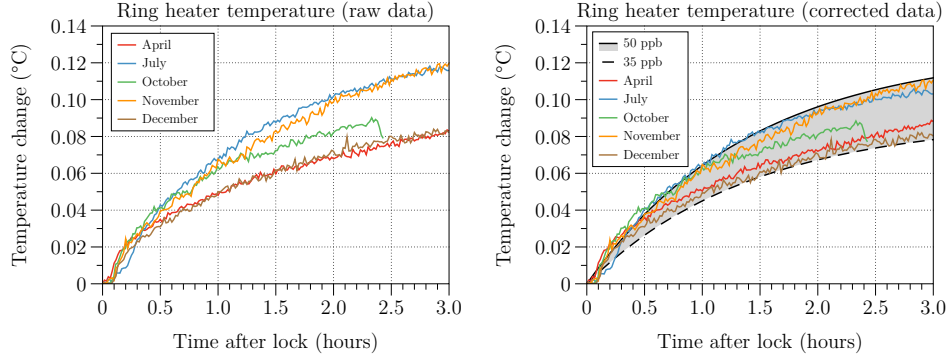 Ring heater temperature (raw data)
0.14
0.12
0.10
0.08
0.06
0.04
0.02
0
Temperature change (°C)
April
July
October
November
December
0
0.5
1.0
1.5
2.0
2.5
3.0
Time after lock (hours)
Ring heater temperature (corrected data)
0.14
0.12
0.10
0.08
0.06
0.04
0.02
0
Temperature change (°C)
50 ppb
35 ppb
April
July
October
November
December
0
0.5
1.0
1.5
2.0
2.5
3.0
Time after lock (hours)